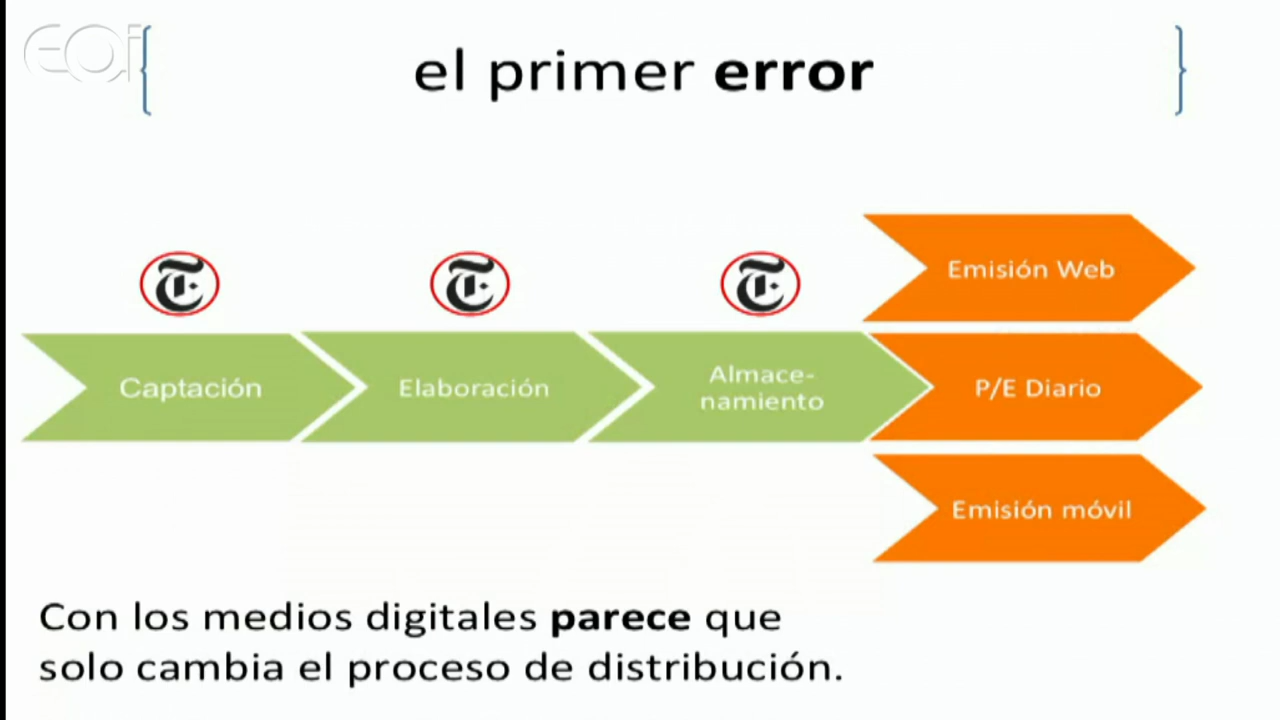 EOI
el primer error
Emisión Web
Captación
Elaboración
Almace-
namiento
P/E Diario
Emisión móvil
Con los medios digitales parece que
solo cambia el proceso de distribución.